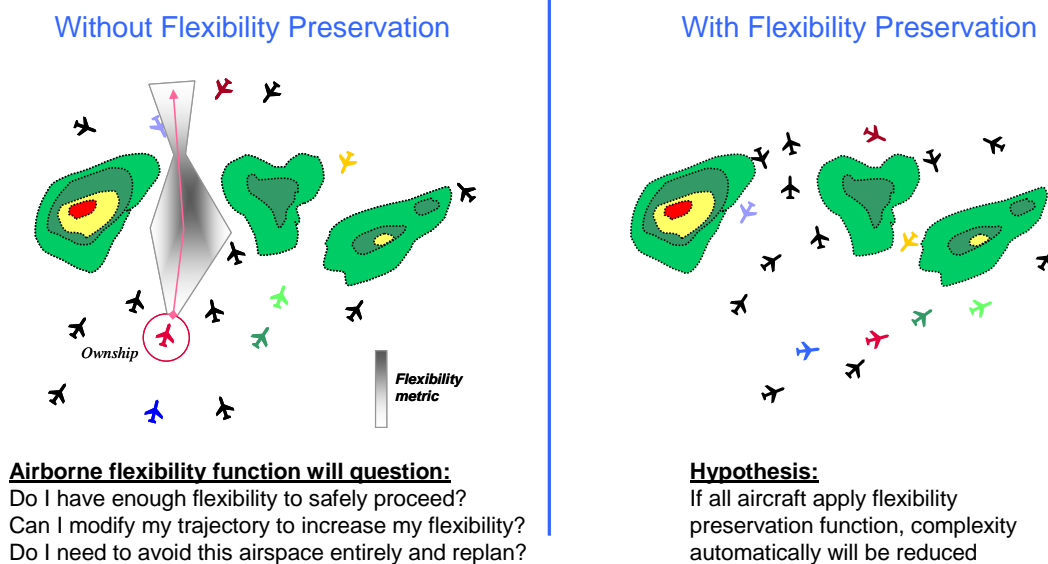 Without Flexibility Preservation
Ownship
Flexibility
metric
Airborne flexibility function will question:
Do I have enough flexibility to safely proceed?
Can I modify my trajectory to increase my flexibility?
Do I need to avoid this airspace entirely and replan?
With Flexibility Preservation
Hypothesis:
If all aircraft apply flexibility
preservation function, complexity
automatically will be reduced